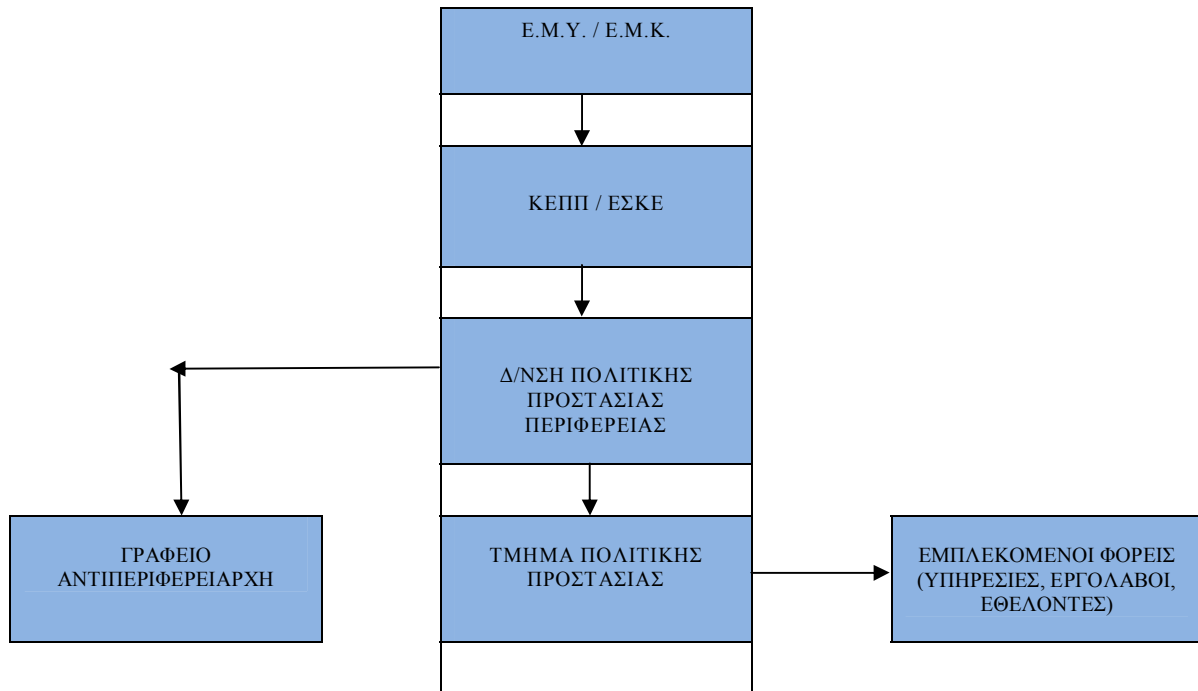 Ε.Μ.Υ. / Ε.Μ.Κ.
ΚΕΠΠ / ΕΣΚΕ
Δ/ΝΣΗ ΠΟΛΙΤΙΚΗΣ
ΠΡΟΣΤΑΣΙΑΣ
ΠΕΡΙΦΕΡΕΙΑΣ
ΓΡΑΦΕΙΟ
ΑΝΤΙΠΕΡΙΦΕΡΕΙΑΡΧΗ
ΤΜΗΜΑ ΠΟΛΙΤΙΚΗΣ
ΠΡΟΣΤΑΣΙΑΣ
ΕΜΠΛΕΚΟΜΕΝΟΙ ΦΟΡΕΙΣ
(ΥΠΗΡΕΣΙΕΣ, ΕΡΓΟΛΑΒΟΙ,
ΕΘΕΛΟΝΤΕΣ)